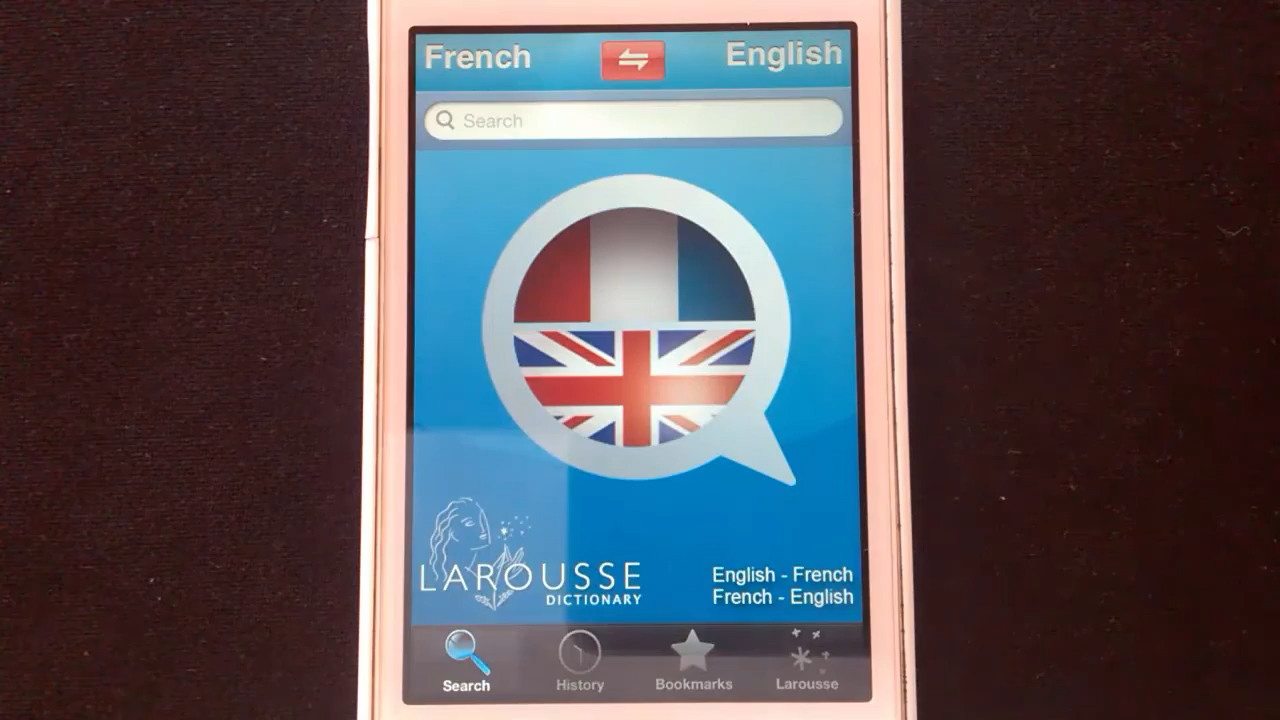 French English
Search
LAROUSSE
DICTIONARY
English - French
French - English
Search History Bookmarks Larousse